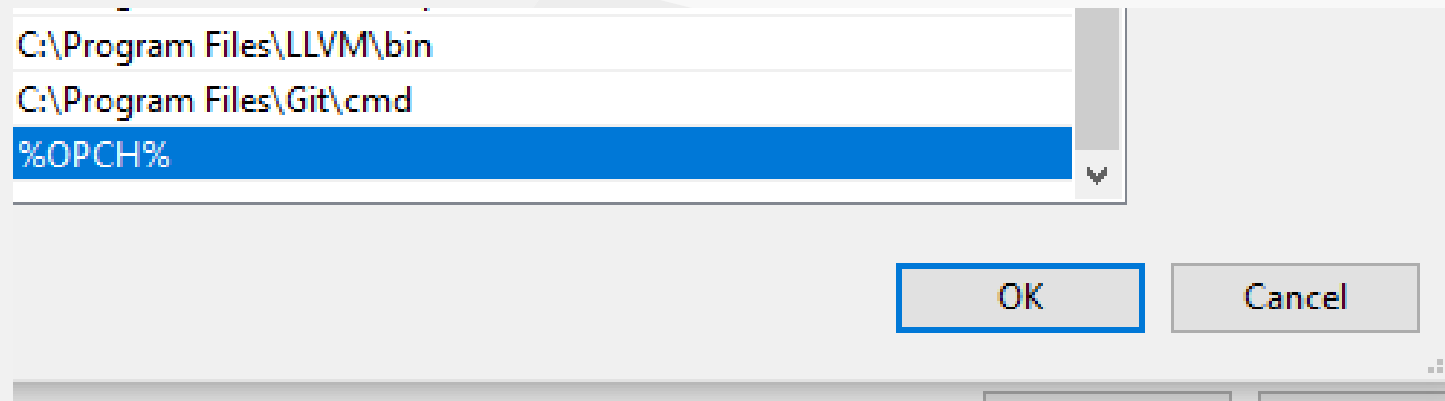 C:\Program Files\LLVM\bin
C:\Program Files\Git\cmd
%OPCH%
OK
Cancel